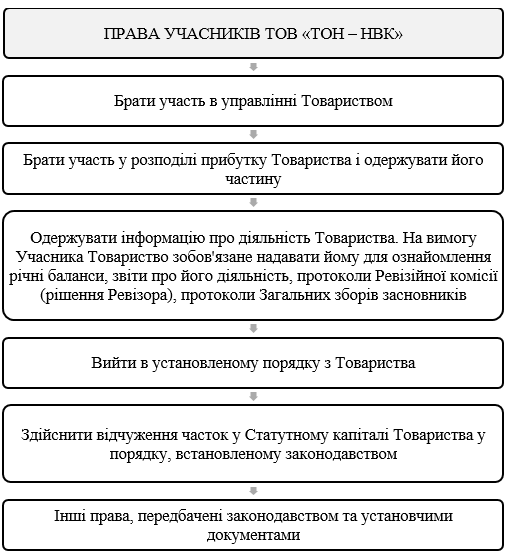 ПРАВА УЧАСНИКІВ ТОВ «ТОН – НВК»
Брати участь в управлінні Товариством
Брати участь у розподілі прибутку Товариства і одержувати його
частину
Одержувати інформацію про діяльність Товариства. На вимогу
Учасника Товариство зобов'язане надавати йому для ознайомлення
річні баланси, звіти про його діяльність, протоколи Ревізійної комісії
(рішення Ревізора), протоколи Загальних зборів засновників
Вийти в установленому порядку з Товариства
Здійснити відчуження часток у Статутному капіталі Товариства у
порядку, встановленому законодавством
Інші права, передбачені законодавством та установчими
документами